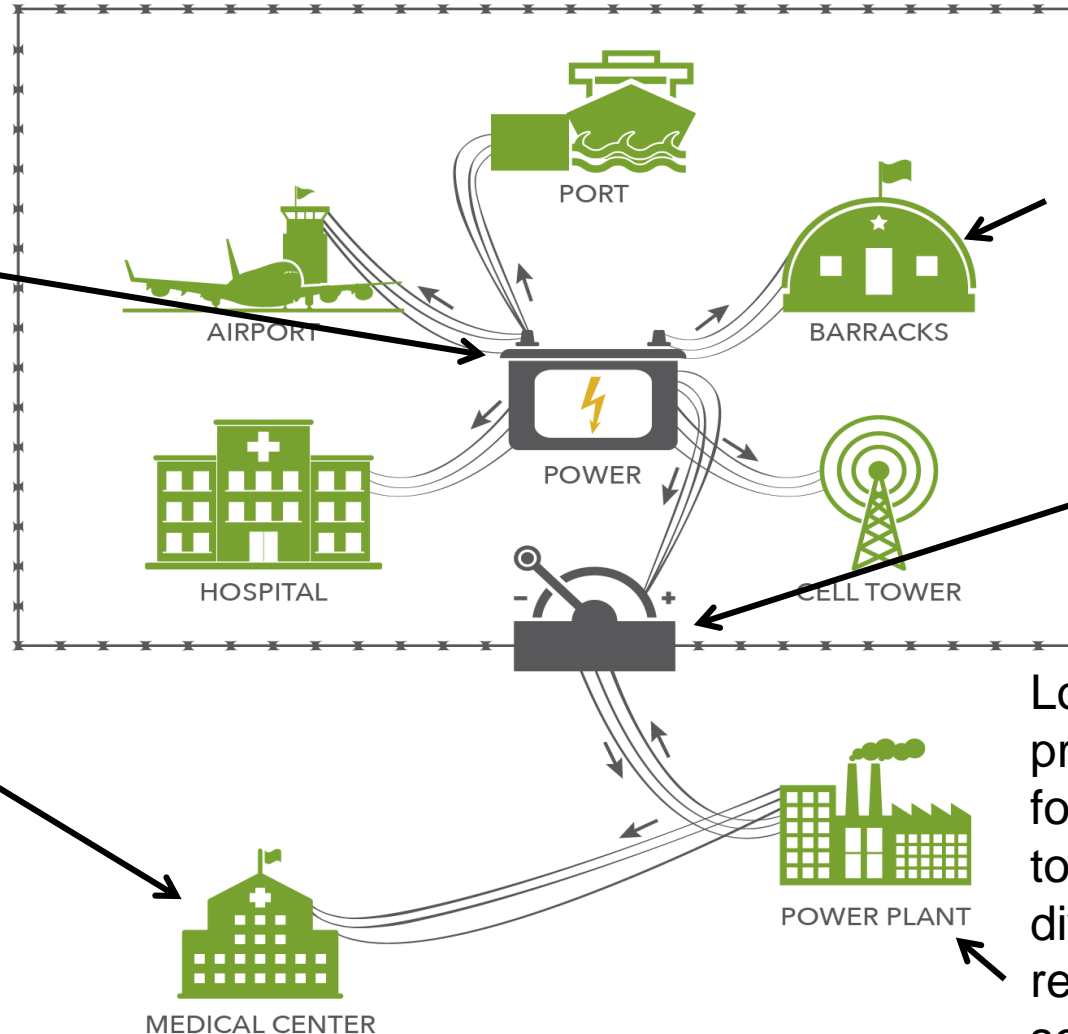 PORT
AIRPORT
BARRACKS
POWER
HOSPITAL
- +
CELL TOWER
POWER PLANT
MEDICAL CENTER